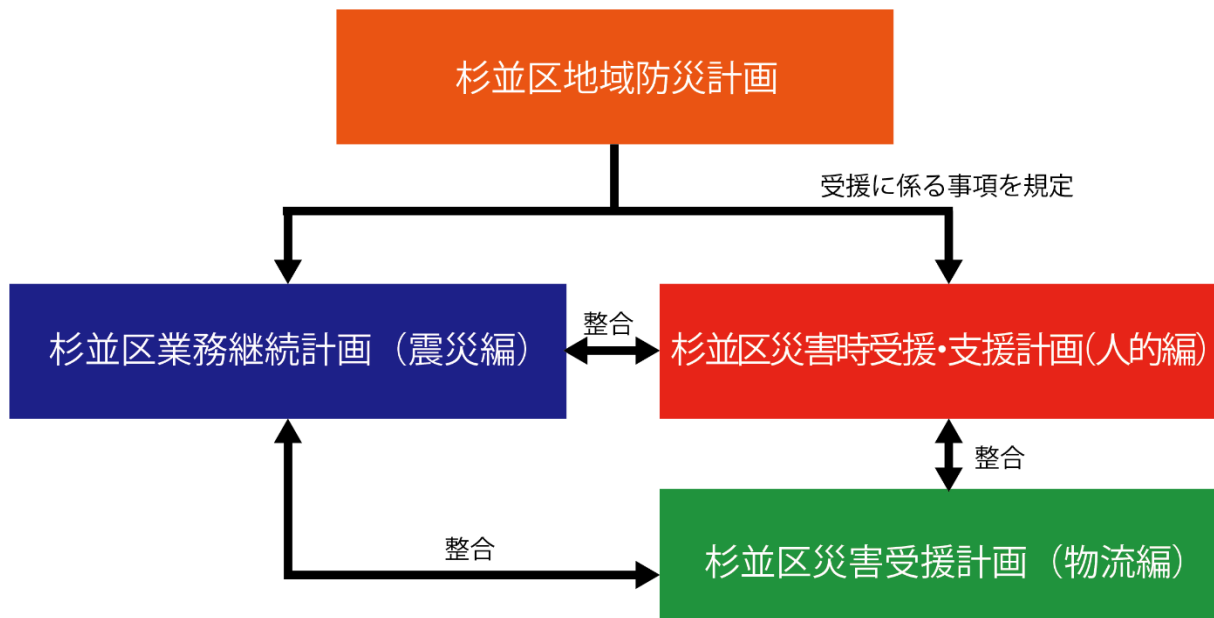 杉並区地域防災計画
受援に係る事項を規定
杉並区業務継続計画（震災編）
整合
杉並区災害時受援・支援計画(人的編)
整合
整合
杉並区災害受援計画（物流編）